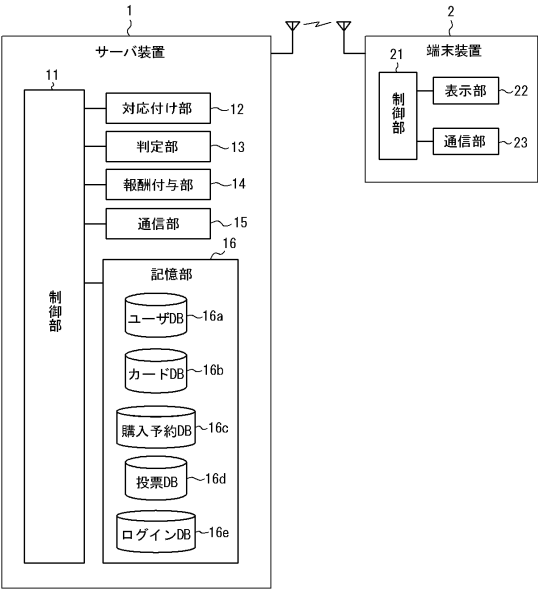 1
サーバ装置
11
制御部
対応付け部
12
判定部
13
報酬付与部
14
通信部
15
16
記憶部
ユーザDB
16a
カードDB
16b
購入予約DB
16c
投票DB
16d
ログインDB
16e
2
端末装置
21
制御部
表示部
22
通信部
23